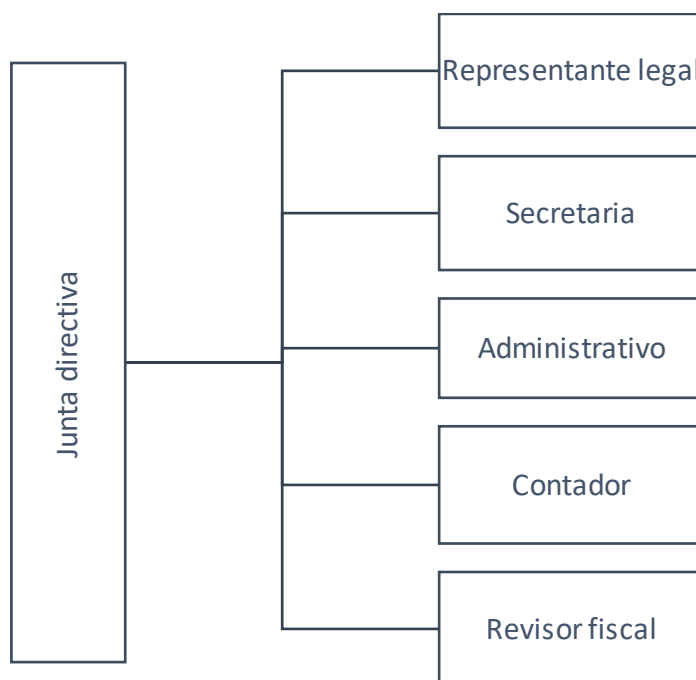 Representante legal
Secretaria
Administrativo
Junta directiva
Contador
Revisor fiscal